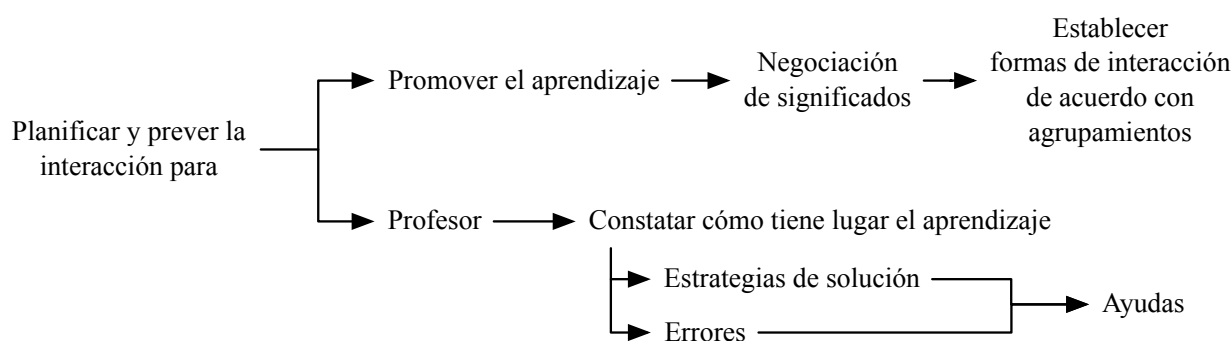 Planificar y prever la
interacción para
Promover el aprendizaje
Negociación
de significados
Establecer
formas de interacción
de acuerdo con
agrupamientos
Profesor
Constatar cómo tiene lugar el aprendizaje
Estrategias de solución
Errores
Ayudas